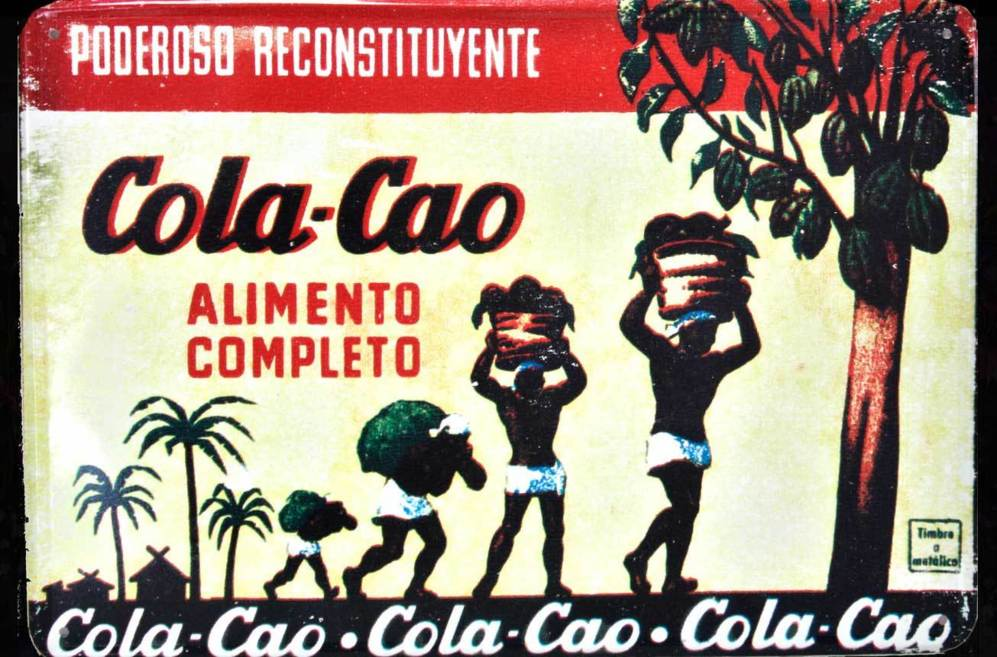 PODEROSO RECONSTITUYENTE
Cola-Cao
ALIMENTO
COMPLETO
Timbre
a
metálico
Cola-Cao • Cola-Cao • Cola-Cao